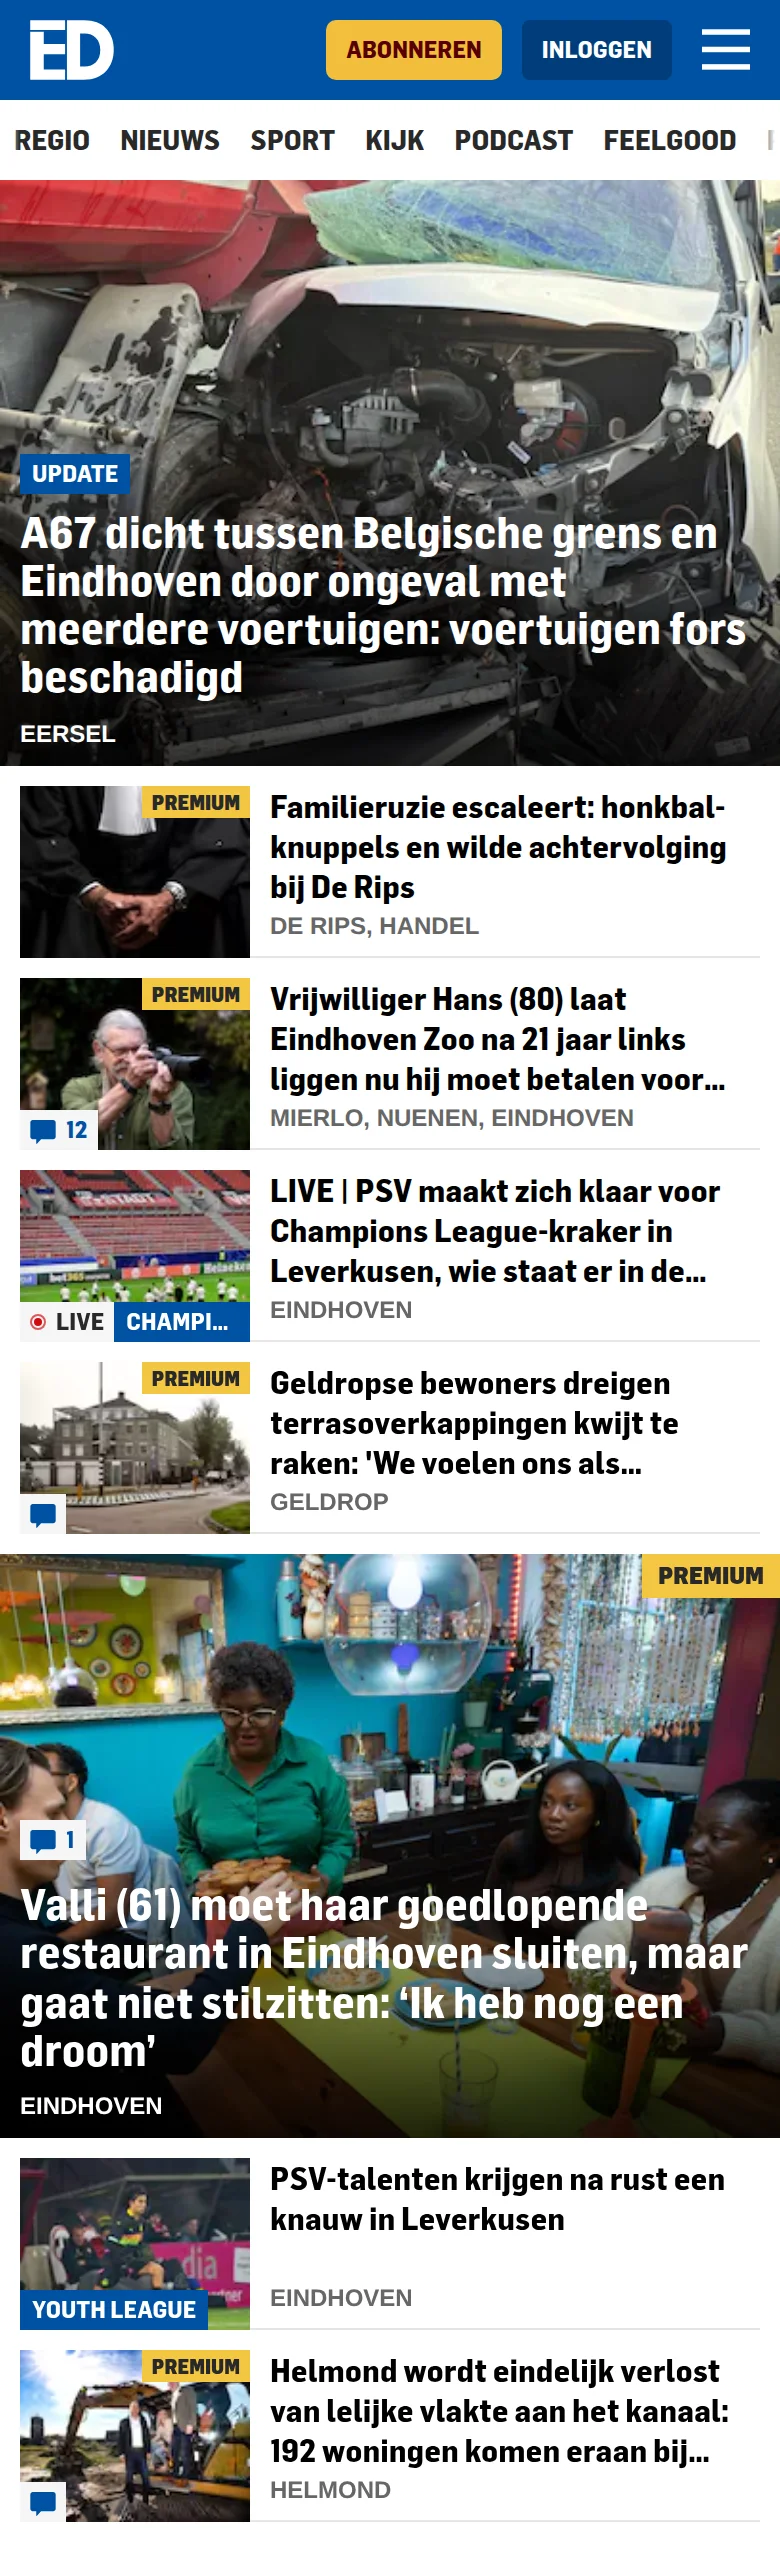 ED
ABONNEREN
INLOGGEN
REGIO NIEUWS SPORT KIJK PODCAST FEELGOOD
UPDATE
A67 dicht tussen Belgische grens en
Eindhoven door ongeval met
meerdere voertuigen: voertuigen fors
beschadigd
EERSEL
PREMIUM
Familieruzie escaleert: honkbal-
knuppels en wilde achtervolging
bij De Rips
DE RIPS, HANDEL
PREMIUM
12
Vrijwilliger Hans (80) laat
Eindhoven Zoo na 21 jaar links
liggen nu hij moet betalen voor...
MIERLO, NUENEN, EINDHOVEN
bet365
Heineken
LIVE
CHAMPI...
LIVE | PSV maakt zich klaar voor
Champions League-kraker in
Leverkusen, wie staat er in de...
EINDHOVEN
PREMIUM
Geldropse bewoners dreigen
terrasoverkappingen kwijt te
raken: 'We voelen ons als...
GELDROP
PREMIUM
1
Valli (61) moet haar goedlopende
restaurant in Eindhoven sluiten, maar
gaat niet stilzitten: ‘Ik heb nog een
droom’
EINDHOVEN
YOUTH LEAGUE
PSV-talenten krijgen na rust een
knauw in Leverkusen
EINDHOVEN
PREMIUM
Helmond wordt eindelijk verlost
van lelijke vlakte aan het kanaal:
192 woningen komen eraan bij...
HELMOND